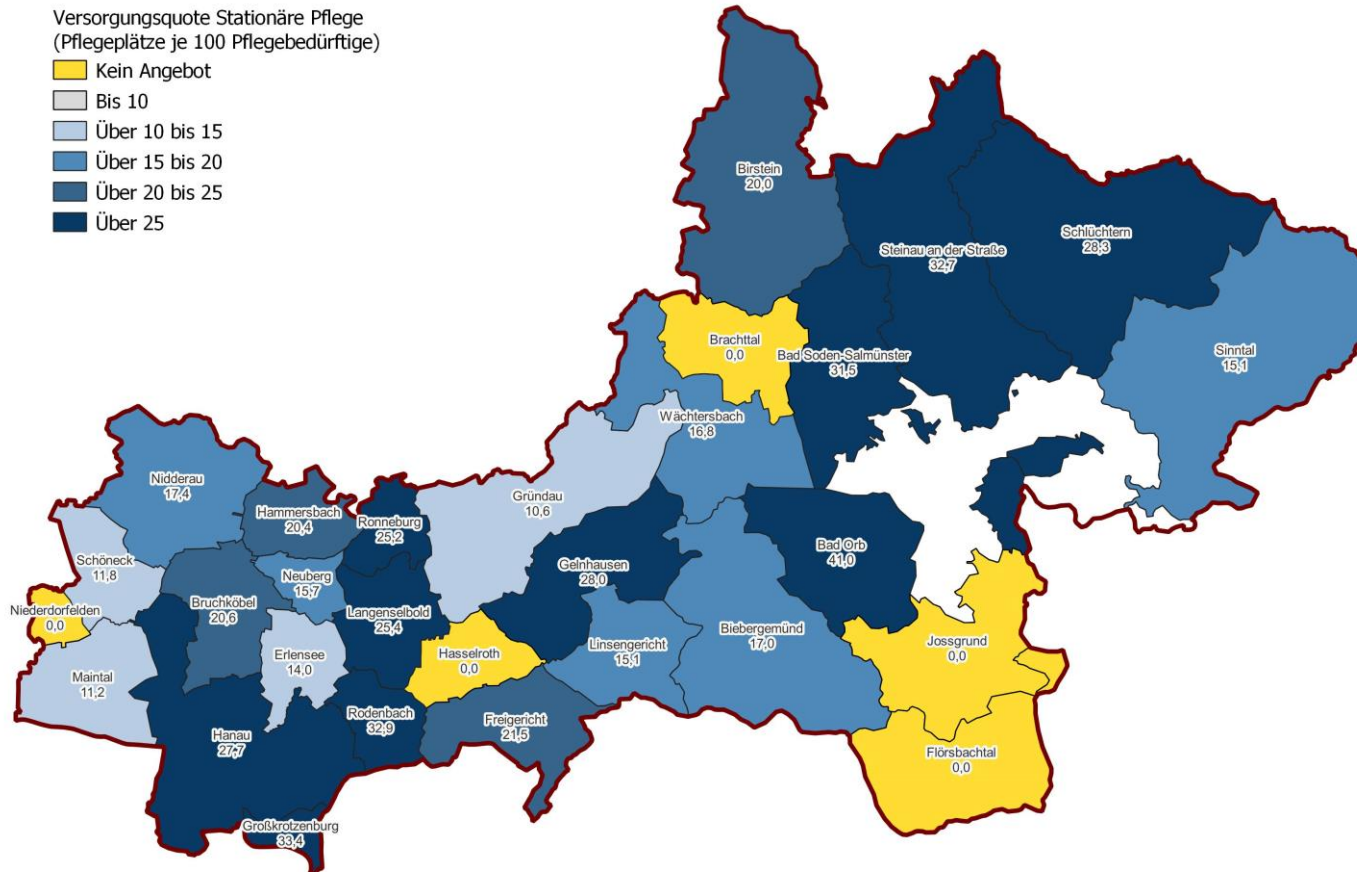 Versorgungsquote Stationäre Pflege
(Pflegeplätze je 100 Pflegebedürftige)
Kein Angebot
Bis 10
Über 10 bis 15
Über 15 bis 20
Über 20 bis 25
Über 25
Birstein
20,0
Steinau an der Straße
32,7
Schlüchtern
28,3
Brachttal
0,0
Bad Soden-Salmünster
31,5
Sinntal
15,1
Wächtersbach
16,8
Nidderau
17,4
Hammersbach
20,4
Ronneburg
25,2
Gründau
10,6
Schöneck
11,8
Neuberg
15,7
Gelnhausen
28,0
Bad Orb
41,0
Niederdorfelden
0,0
Bruchköbel
20,6
Langenselbold
25,4
Biebergemünd
17,0
Jossgrund
0,0
Linsengericht
15,1
Hasselroth
0,0
Erlensee
14,0
Maintal
11,2
Rodenbach
32,9
Freigericht
21,5
Hanau
27,7
Flörsbachtal
0,0
Großkrotzenburg
33,4